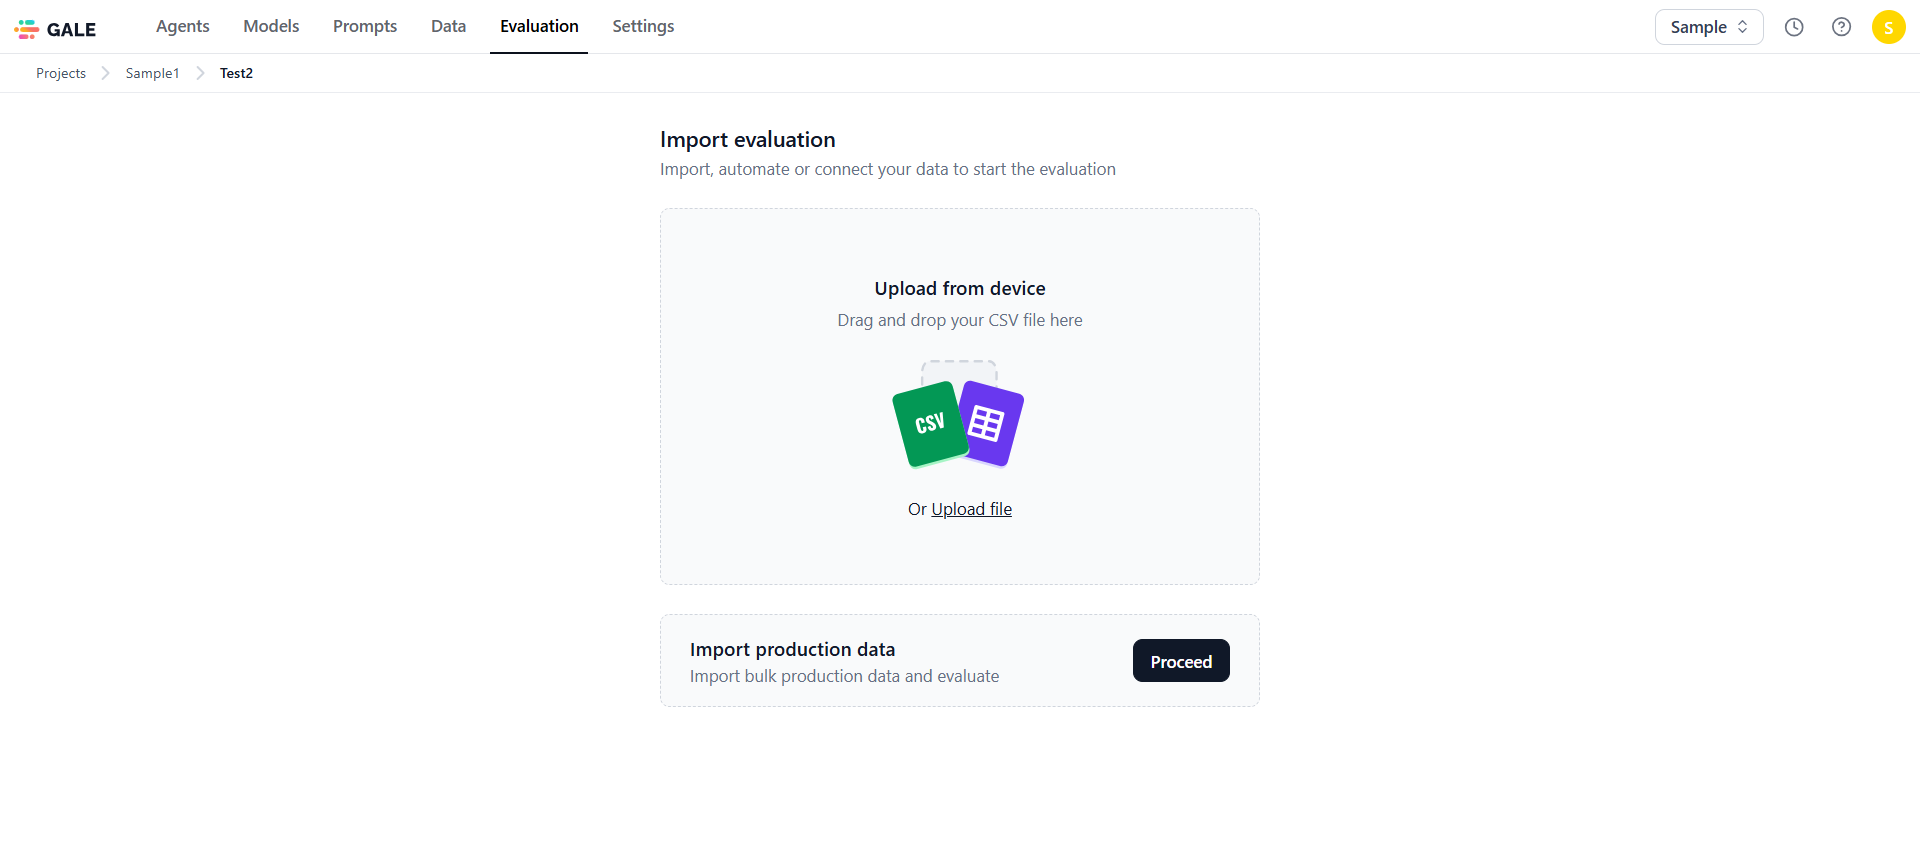 GALE
Agents
Models
Prompts
Data
Evaluation
Settings
Sample
S
Projects
Sample1
Test2
Import evaluation
Import, automate or connect your data to start the evaluation
Upload from device
Drag and drop your CSV file here
CSV
Or Upload file
Import production data
Import bulk production data and evaluate
Proceed